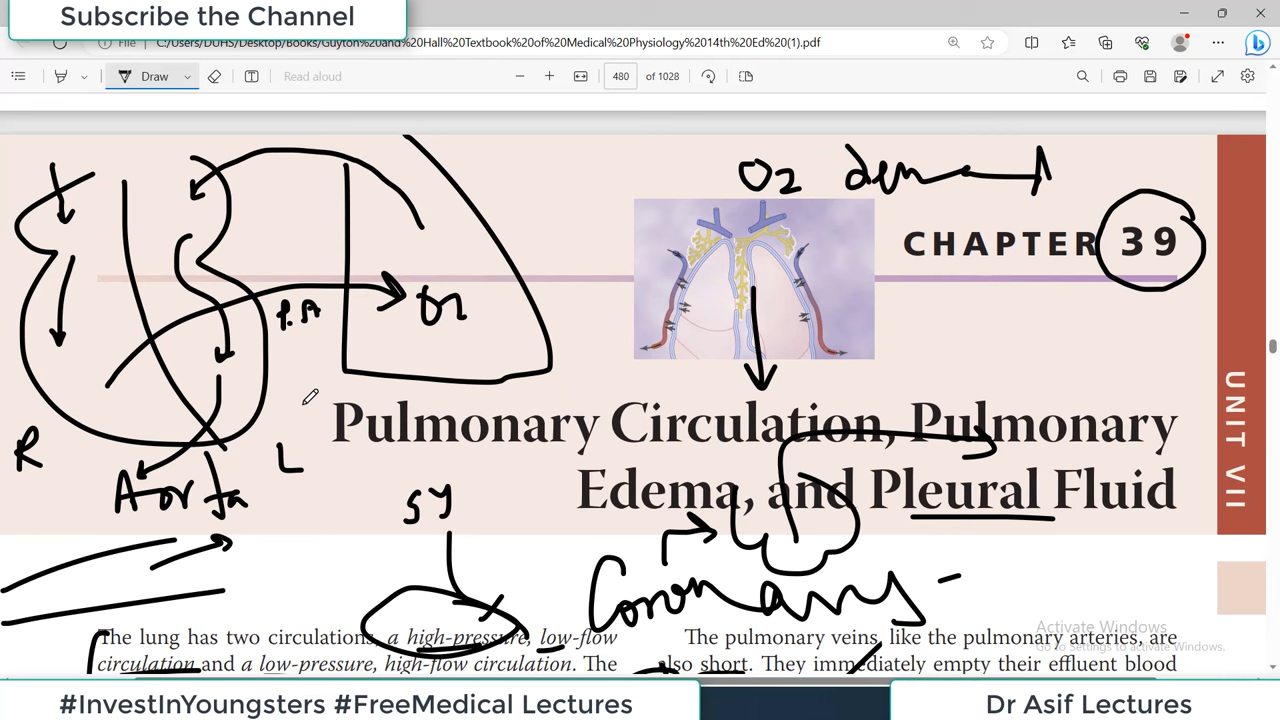 Subscribe the Channel
File C:/Users/DUHS/Desktop/Books/Guyton%20and%20Hall%20Textbook%20of%20Medical%20Physiology%2014th%20Ed%20(1).pdf
Draw
Read aloud
480 of 1028
O2 demand
CHAPTER 39
P.A
O2
Pulmonary Circulation, Pulmonary
Edema, and Pleural Fluid
UNIT VII
R
L
Aorta
sy
Coronary
The lung has two circulations, a high-pressure, low-flow
circulation and a low-pressure, high-flow circulation. The
The pulmonary veins, like the pulmonary arteries, are
also short. They immediately empty their effluent blood
Activate Windows
Go to Settings to activate Windows.
#InvestInYoungsters #FreeMedical Lectures
Dr Asif Lectures